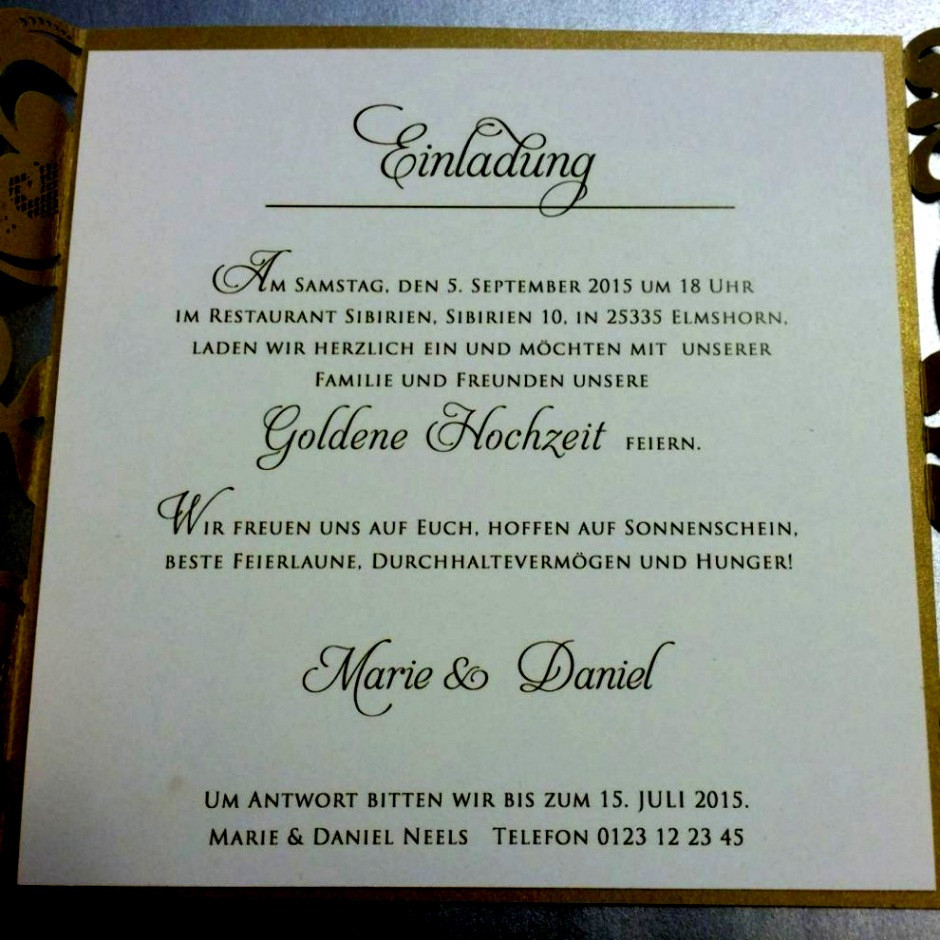 Einladung
Am Samstag, den 5. September 2015 um 18 Uhr
im Restaurant Sibirien, Sibirien 10, in 25335 Elmshorn,
laden wir herzlich ein und möchten mit unserer
Familie und Freunden unsere
Goldene Hochzeit feiern.
Wir freuen uns auf Euch, hoffen auf Sonnenschein,
beste Feierlaune, Durchhaltevermögen und Hunger!
Marie & Daniel
Um Antwort bitten wir bis zum 15. JULI 2015.
Marie & Daniel Neels Telefon 0123 12 23 45